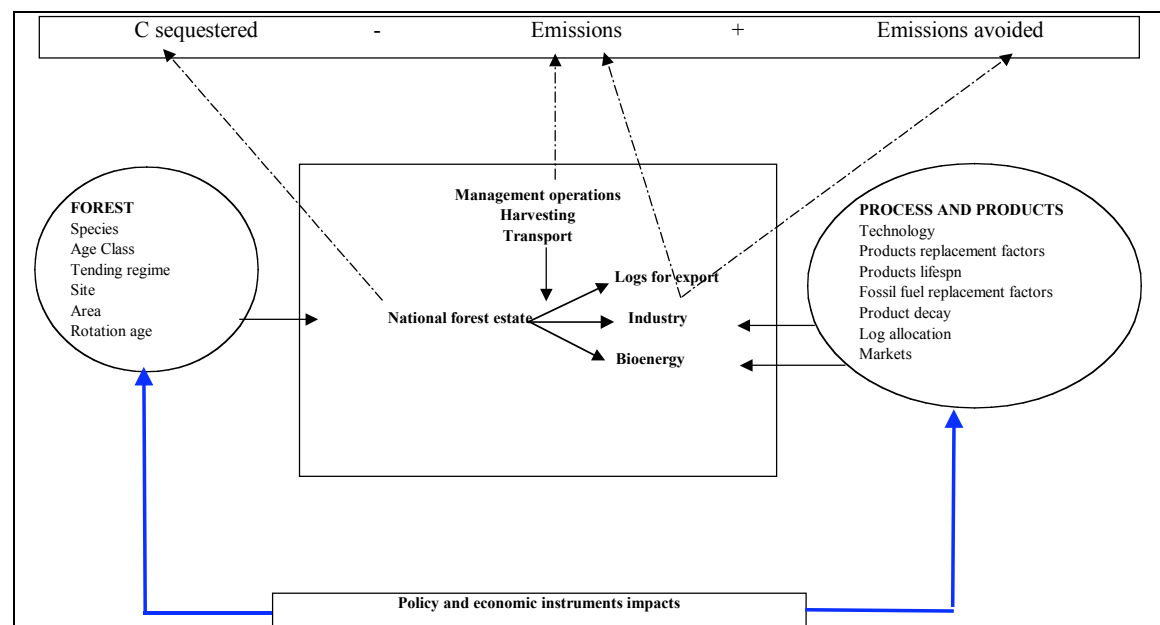 C sequestered - Emissions + Emissions avoided
Management operations
Harvesting
Transport
FOREST
Species
Age Class
Tending regime
Site
Area
Rotation age
National forest estate
Logs for export
Industry
Bioenergy
PROCESS AND PRODUCTS
Technology
Products replacement factors
Products lifespn
Fossil fuel replacement factors
Product decay
Log allocation
Markets
Policy and economic instruments impacts